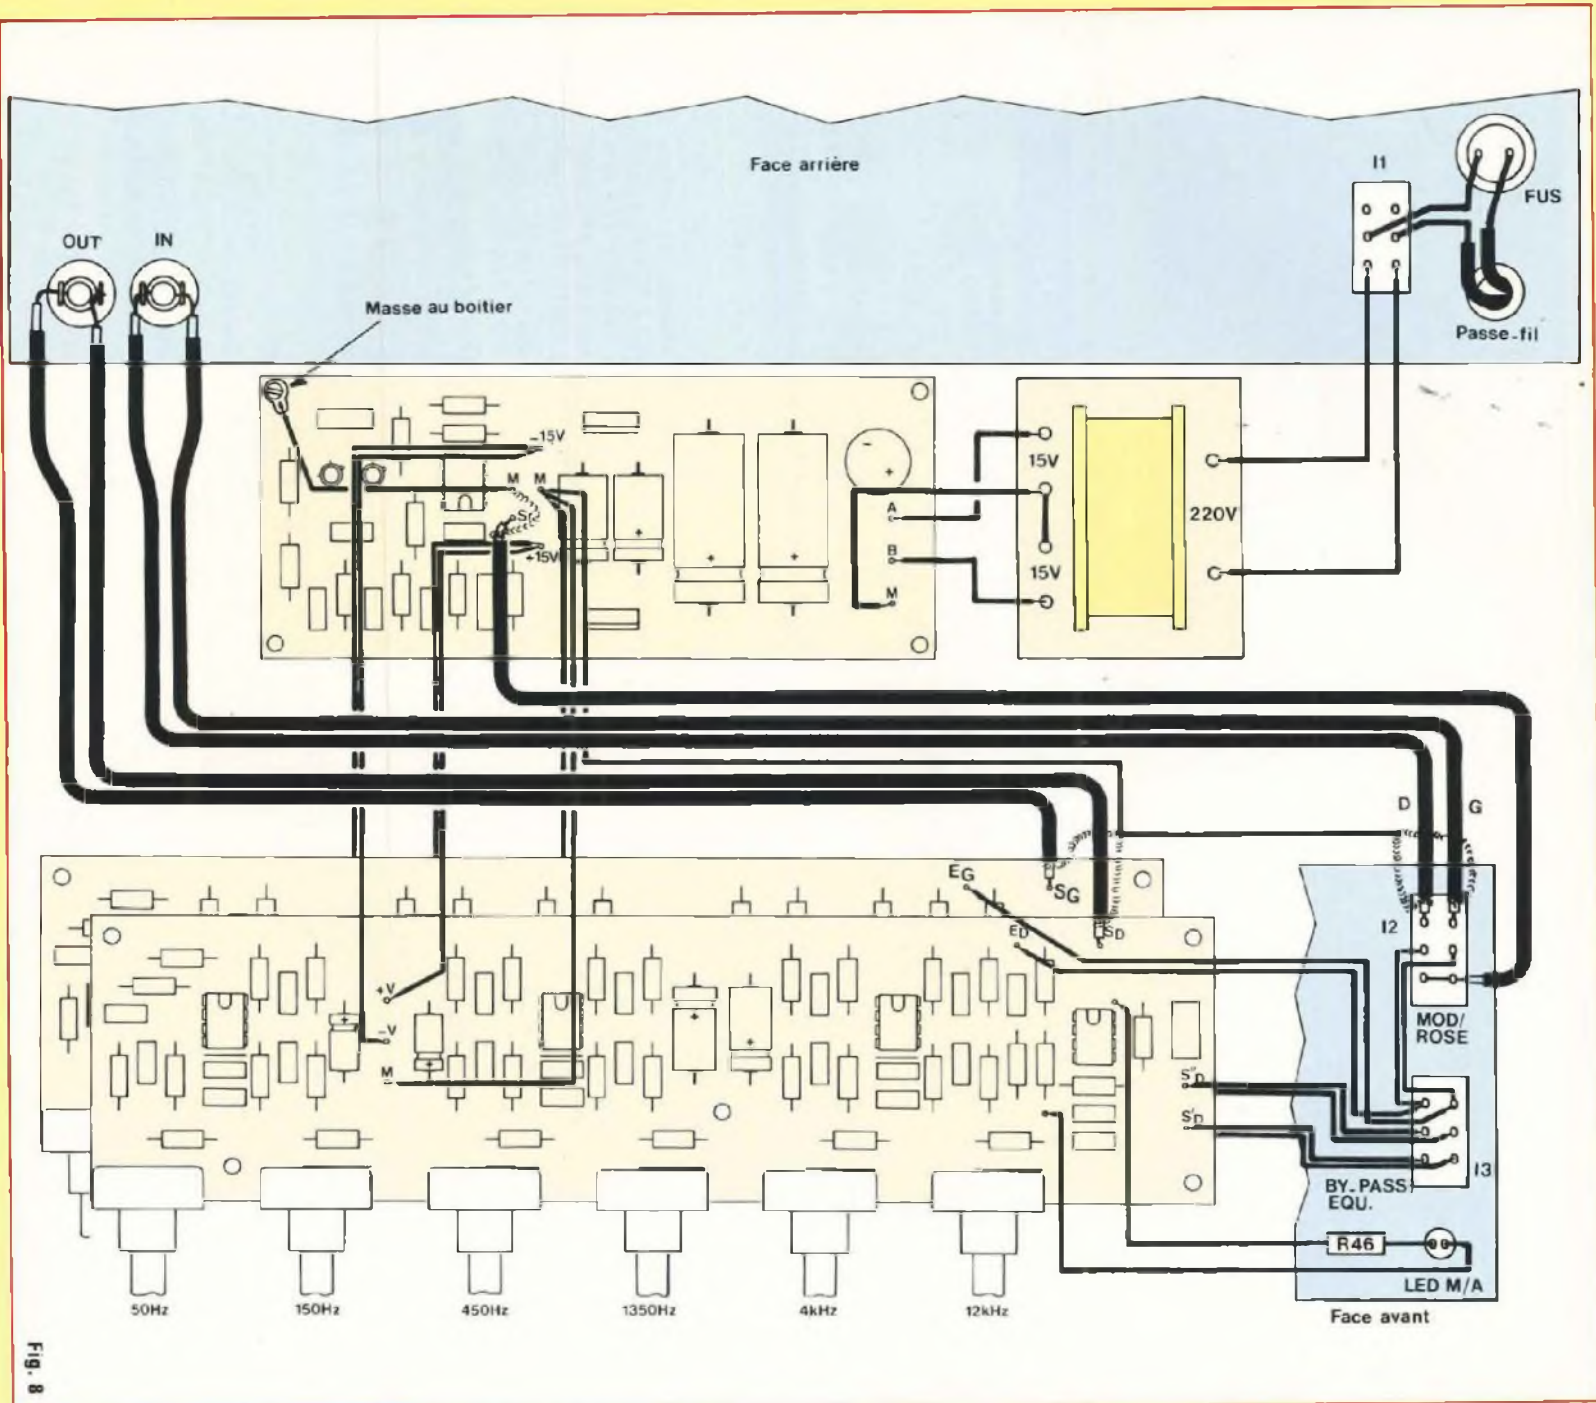 Face arrière
I1
FUS
OUT
IN
Masse au boitier
Passe-fil
-15V
M
M
S
+15V
-
+
A
B
M
15V
15V
220V
D
G
EG
SG
ED
SD
I2
+V
-V
M
MOD/
ROSE
S"D
S'D
I3
BY-PASS
EQU.
R46
LED M/A
50Hz
150Hz
450Hz
1350Hz
4kHz
12kHz
Face avant
Fig. 8